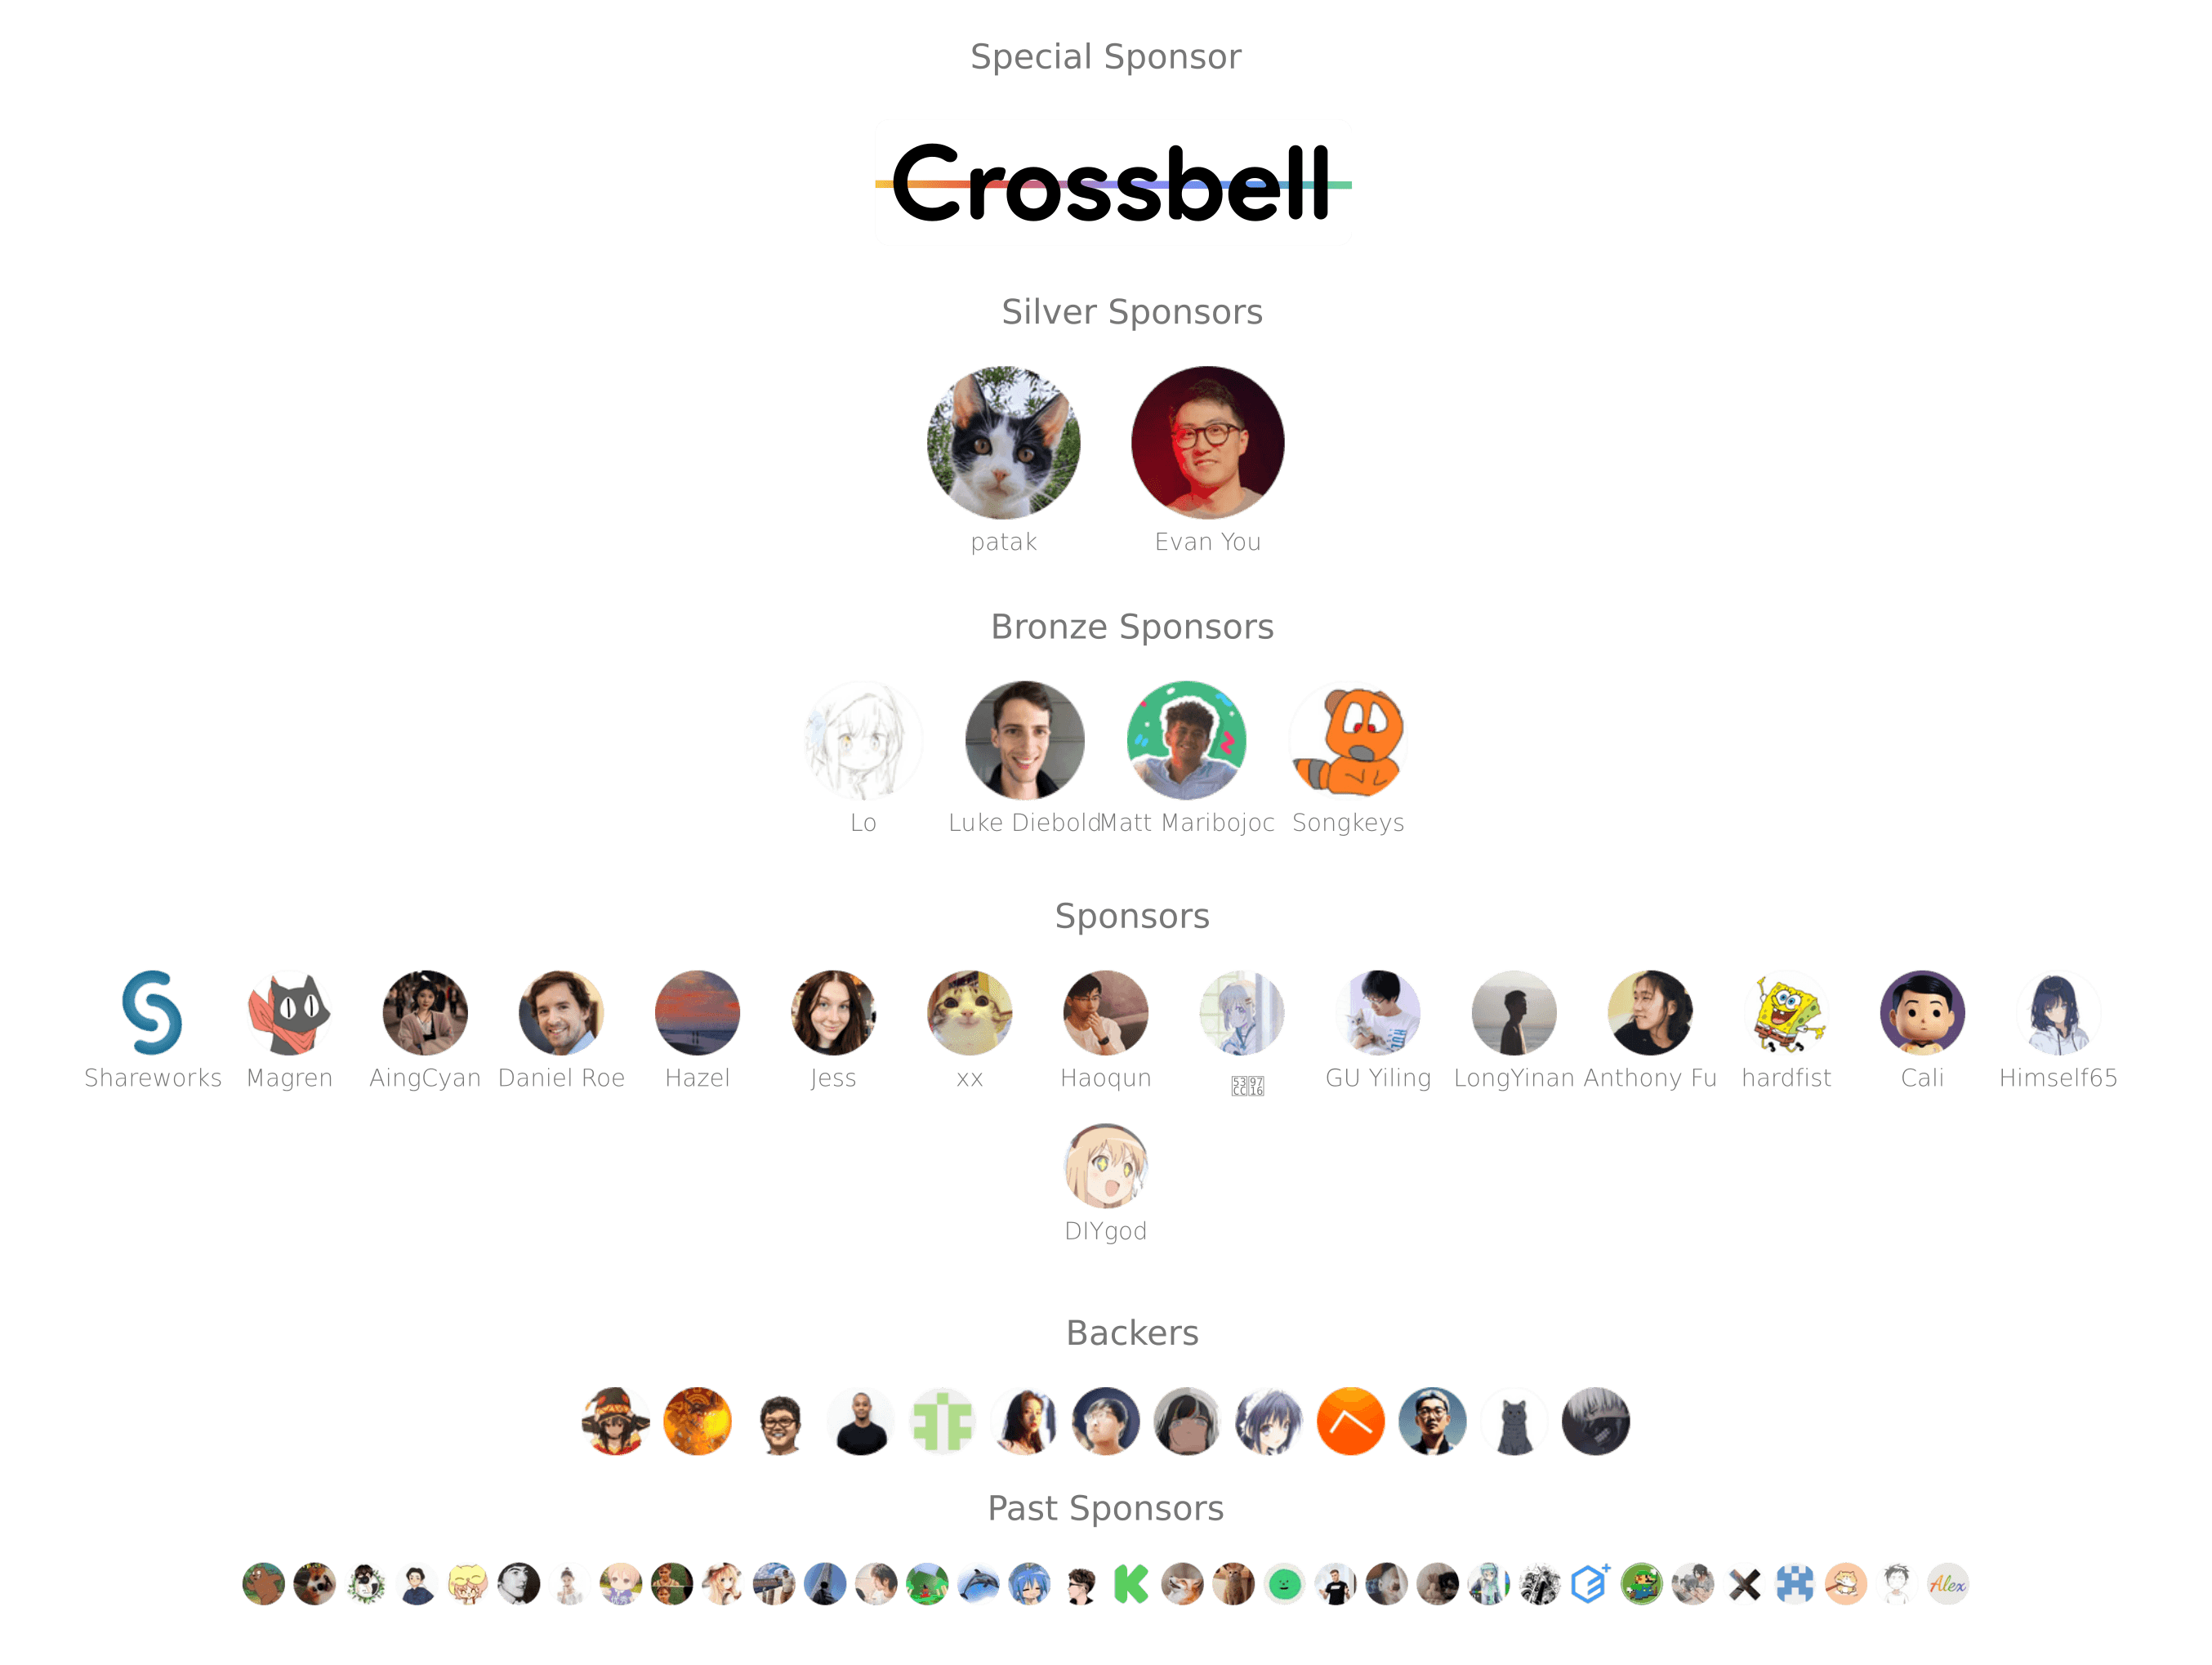 Special Sponsor
Crossbell
Silver Sponsors
patak Evan You
Bronze Sponsors
Lo Luke Diebold Matt Maribojoc Songkeys
Sponsors
Shareworks Magren AingCyan Daniel Roe Hazel Jess xx Haoqun GU Yiling LongYinan Anthony Fu hardfist Cali Himself65
DIYgod
Backers
Past Sponsors
Alex